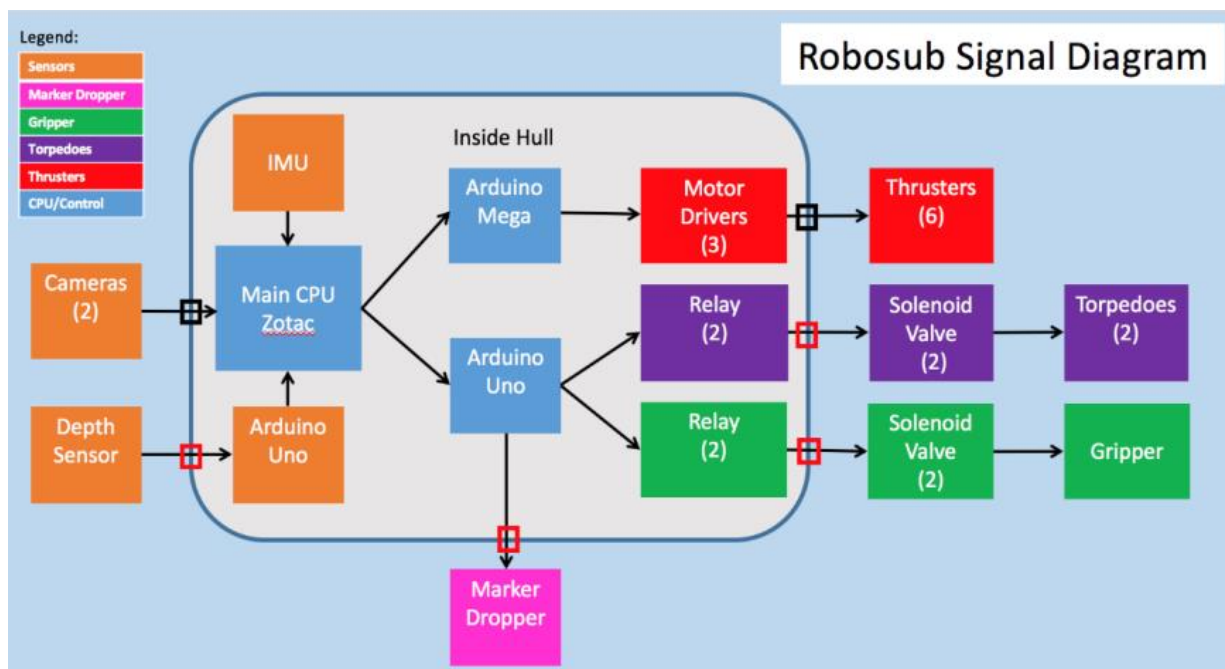 Legend:
Sensors
Marker Dropper
Gripper
Torpedoes
Thrusters
CPU/Control
Robosub Signal Diagram
Inside Hull
IMU
Arduino
Mega
Motor
Drivers
(3)
Thrusters
(6)
Cameras
(2)
Main CPU
Zotac
Relay
(2)
Solenoid
Valve
(2)
Torpedoes
(2)
Arduino
Uno
Depth
Sensor
Arduino
Uno
Relay
(2)
Solenoid
Valve
(2)
Gripper
Marker
Dropper